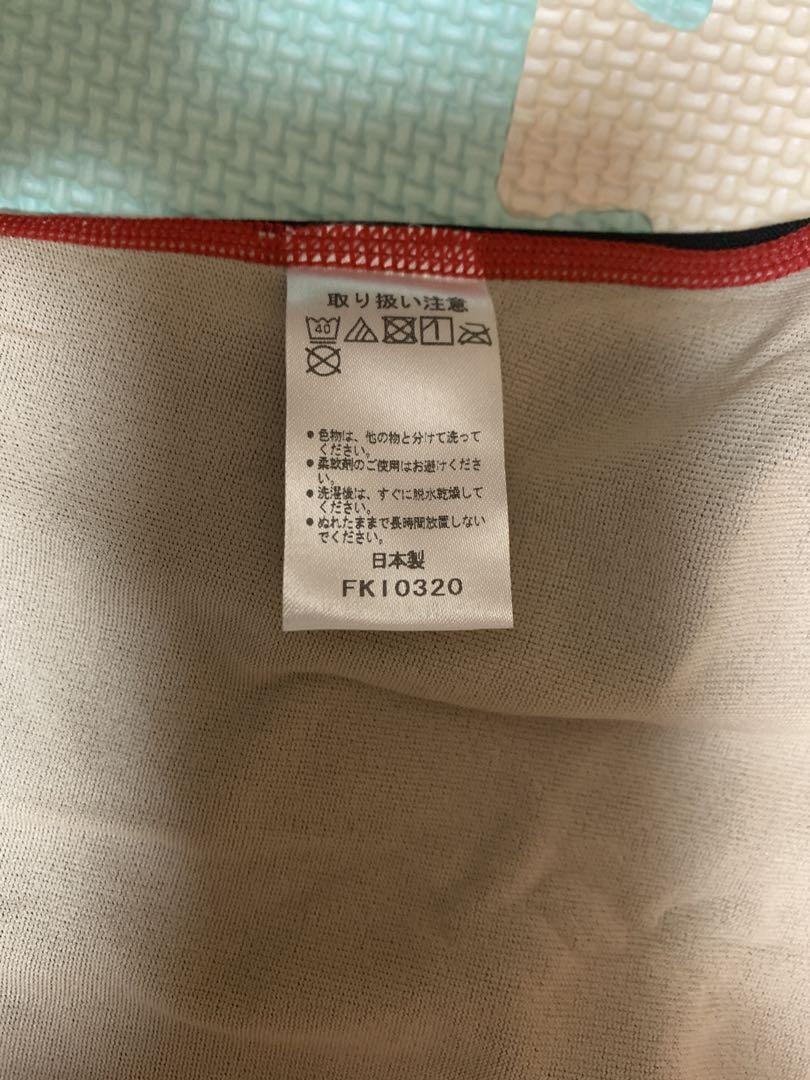 取り扱い注意
40
●色物は、他の物と分けて洗って
ください。
●柔軟剤のご使用はお避けくださ
い。
●洗濯後は、すぐに脱水乾燥して
ください。
●ぬれたままで長時間放置しない
でください。
日本製
FKI0320